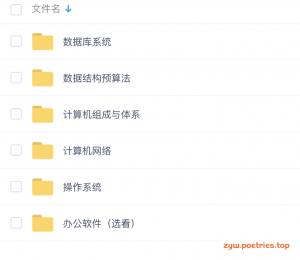 文件名
数据库系统
数据结构预算法
计算机组成与体系
计算机网络
操作系统
办公软件（选看）
zyw.poetries.top